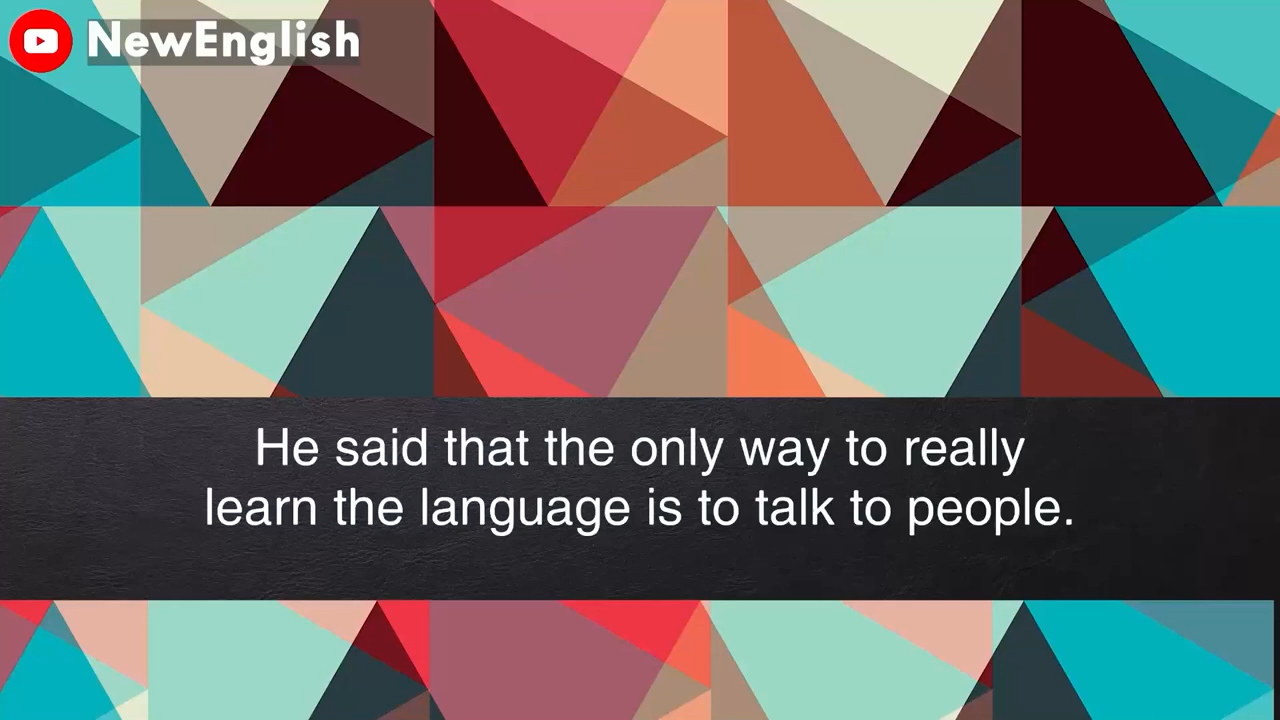 NewEnglish
He said that the only way to really
learn the language is to talk to people.